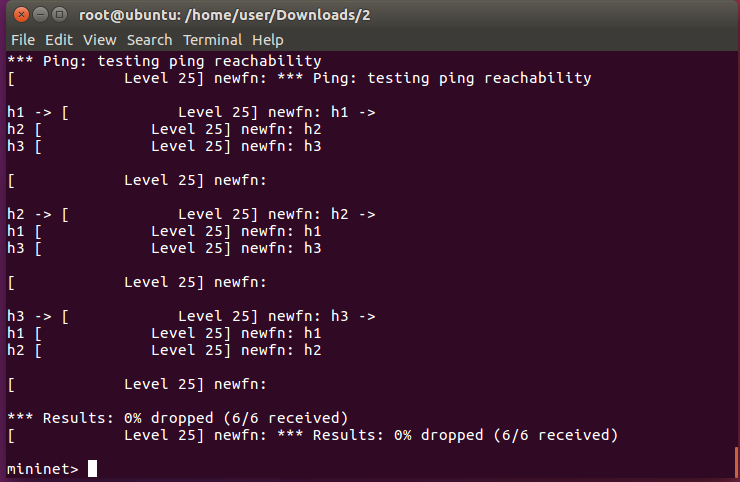 root@ubuntu: /home/user/Downloads/2
File Edit View Search Terminal Help
*** Ping: testing ping reachability
[            Level 25] newfn: *** Ping: testing ping reachability
h1 -> [            Level 25] newfn: h1 ->
h2 [            Level 25] newfn: h2
h3 [            Level 25] newfn: h3
[            Level 25] newfn:
h2 -> [            Level 25] newfn: h2 ->
h1 [            Level 25] newfn: h1
h3 [            Level 25] newfn: h3
[            Level 25] newfn:
h3 -> [            Level 25] newfn: h3 ->
h1 [            Level 25] newfn: h1
h2 [            Level 25] newfn: h2
[            Level 25] newfn:
*** Results: 0% dropped (6/6 received)
[            Level 25] newfn: *** Results: 0% dropped (6/6 received)
mininet>